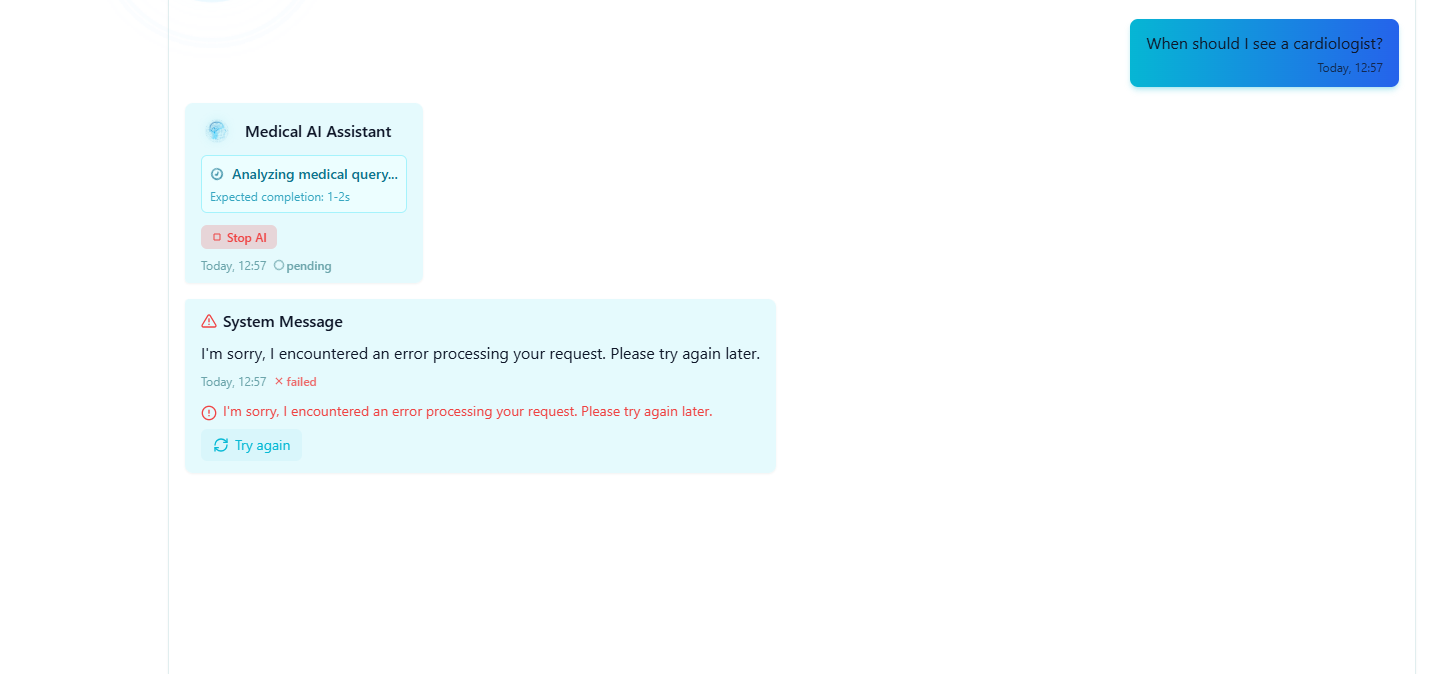 When should I see a cardiologist?
Today, 12:57
Medical AI Assistant
Analyzing medical query...
Expected completion: 1-2s
Stop AI
Today, 12:57 pending
System Message
I'm sorry, I encountered an error processing your request. Please try again later.
Today, 12:57 failed
I'm sorry, I encountered an error processing your request. Please try again later.
Try again